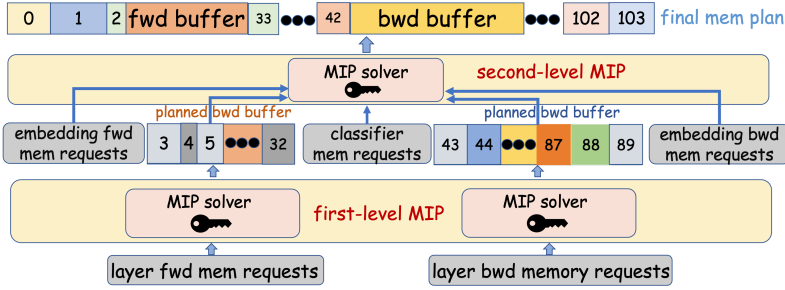 0 1 2 fwd buffer 33 42 bwd buffer 102 103 final mem plan
MIP solver
second-level MIP
planned bwd buffer
planned bwd buffer
embedding fwd
mem requests
3 4 5 32
classifier
mem requests
43 44 87 88 89
embedding bwd
mem requests
MIP solver
first-level MIP
MIP solver
layer fwd mem requests
layer bwd memory requests